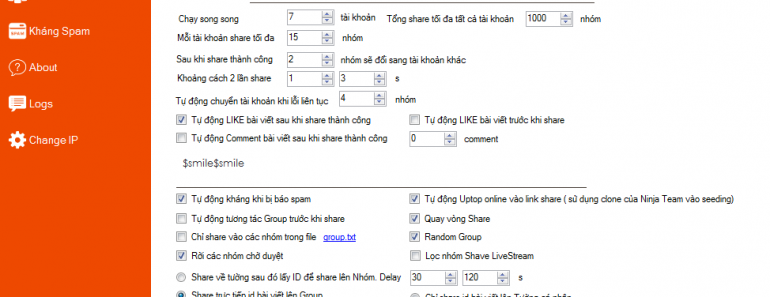 Chạy song song 7 tài khoản Tổng share tối đa tất cả tài khoản 1000 nhóm
Mỗi tài khoản share tối đa 15 nhóm
Kháng Spam
Sau khi share thành công 2 nhóm sẽ đổi sang tài khoản khác
About
Khoảng cách 2 lần share 1 3 s
Logs
Tự động chuyển tài khoản khi lỗi liên tục 4 nhóm
Tự động LIKE bài viết sau khi share thành công Tự động LIKE bài viết trước khi share
Change IP
Tự động Comment bài viết sau khi share thành công 0 comment
$smile$smile
Tự động kháng khi bị báo spam Tự động Uptop online vào link share ( sử dụng clone của Ninja Team vào seeding)
Tự động tương tác Group trước khi share Quay vòng Share
Chỉ share vào các nhóm trong file group.txt Random Group
Rời các nhóm chờ duyệt Lọc nhóm Shave LiveStream
Share về tường sau đó lấy ID để share lên Nhóm. Delay 30 120 s
Share trực tiếp id bài viết lên Group Chỉ share id bài viết lên Tường cá nhân